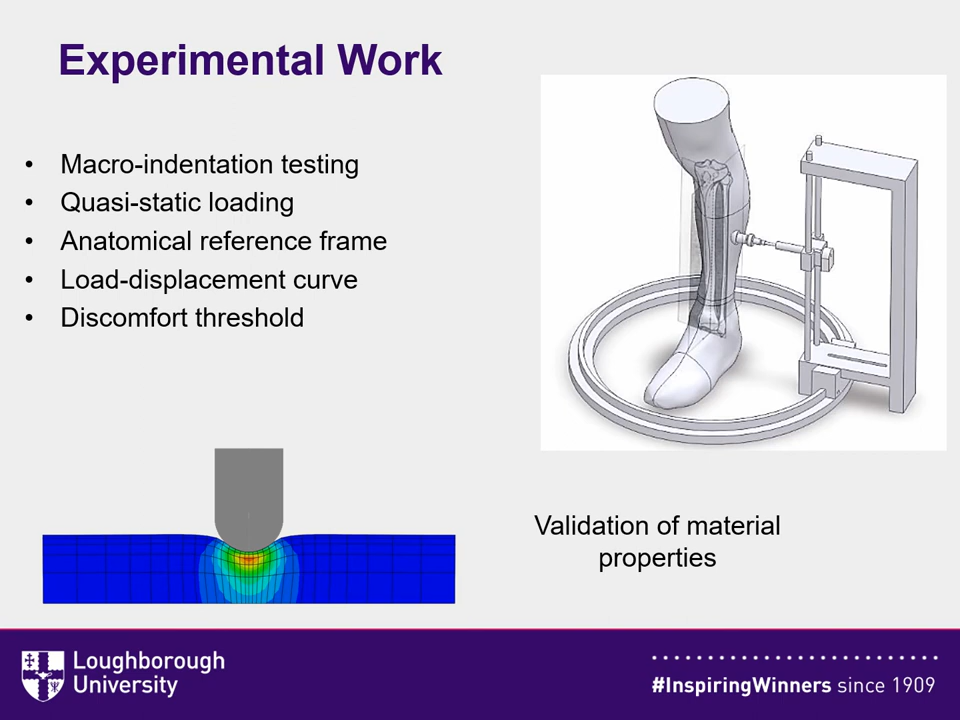 Experimental Work
• Macro-indentation testing
• Quasi-static loading
• Anatomical reference frame
• Load-displacement curve
• Discomfort threshold
Validation of material
properties
Loughborough
University
#InspiringWinners since 1909